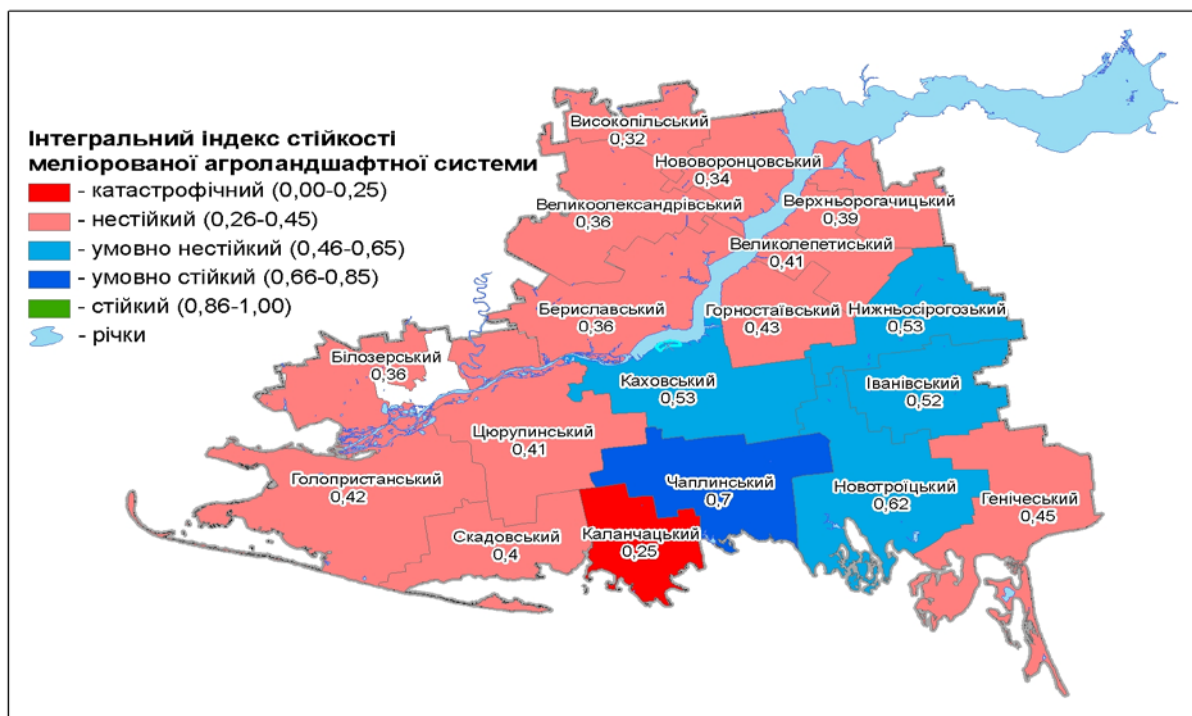 Інтегральний індекс стійкості
меліорованої агроландшафтної системи
- катастрофічний (0,00-0,25)
- нестійкий (0,26-0,45)
- умовно нестійкий (0,46-0,65)
- умовно стійкий (0,66-0,85)
- стійкий (0,86-1,00)
- річки
Високопільський
0,32
Нововоронцовський
0,34
Великоолександрівський
0,36
Верхньорогачицький
0,39
Великолепетиський
0,41
Бериславський
0,36
Горностаївський
0,43
Нижньосірогозький
0,53
Білозерський
0,36
Каховський
0,53
Іванівський
0,52
Цюрупинський
0,41
Голопристанський
0,42
Чаплинський
0,7
Новотроїцький
0,62
Генічеський
0,45
Скадовський
0,4
Каланчацький
0,25